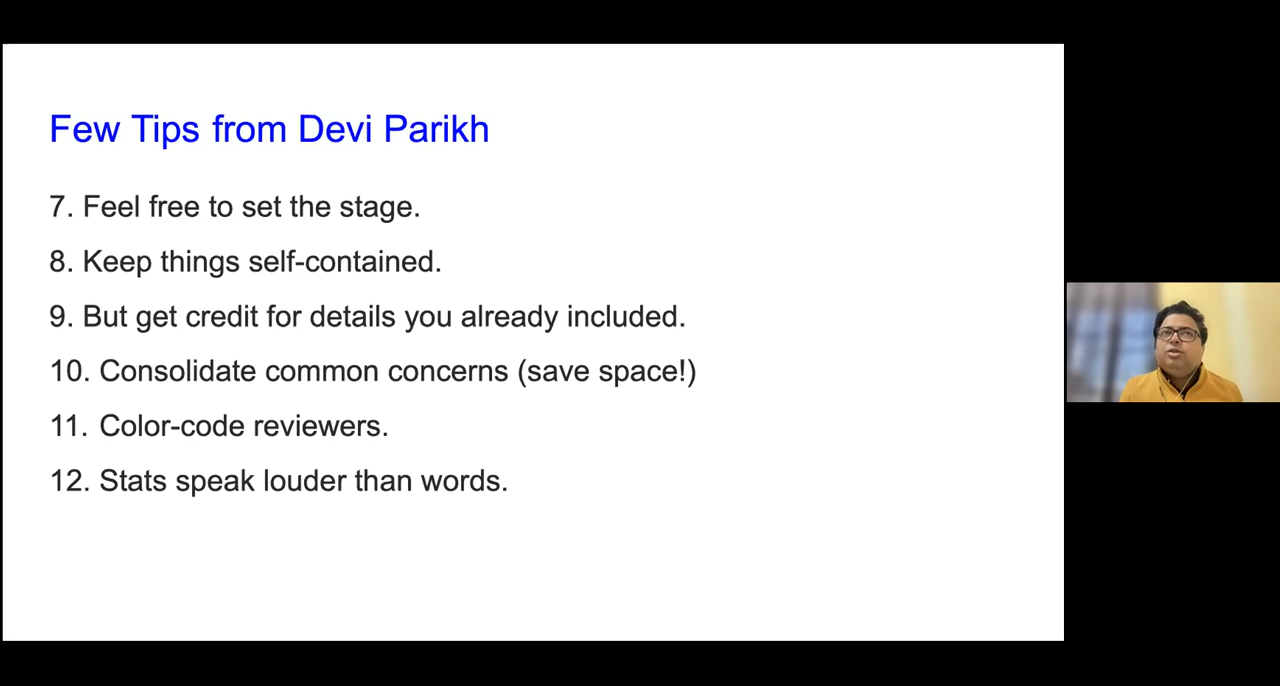 Few Tips from Devi Parikh
7. Feel free to set the stage.
8. Keep things self-contained.
9. But get credit for details you already included.
10. Consolidate common concerns (save space!)
11. Color-code reviewers.
12. Stats speak louder than words.